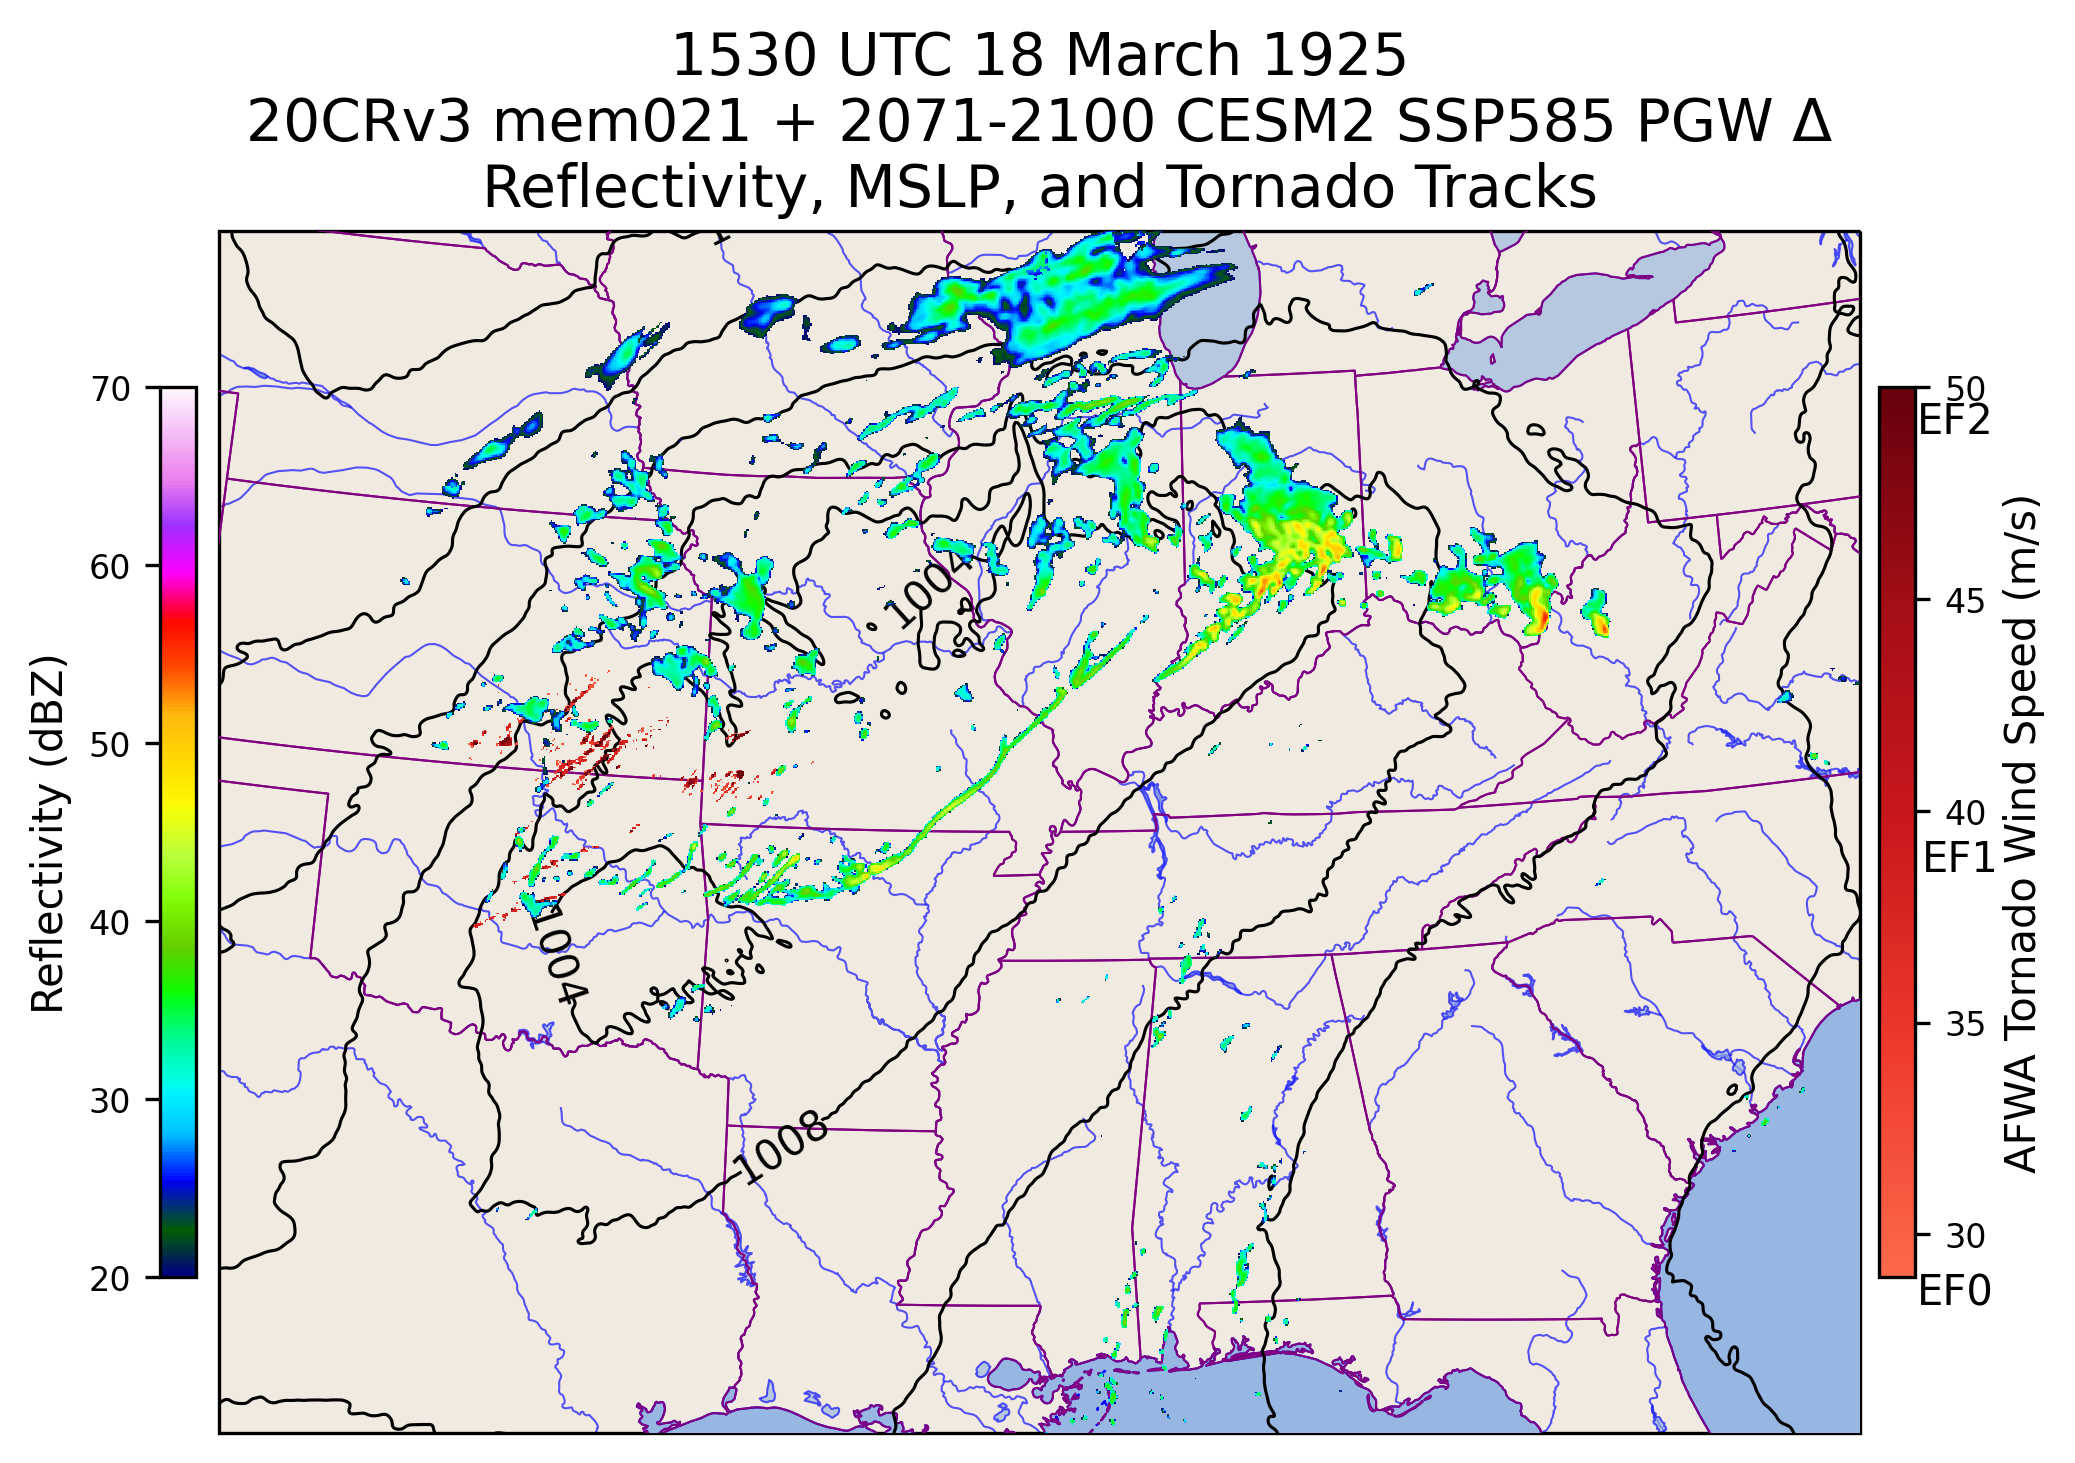 1530 UTC 18 March 1925
20CRv3 mem021 + 2071-2100 CESM2 SSP585 PGW Δ
Reflectivity, MSLP, and Tornado Tracks
70
60
50
40
30
20
Reflectivity (dBZ)
1004
1004
1008
50
EF2
45
40
EF1
35
30
EF0
AFWA Tornado Wind Speed (m/s)